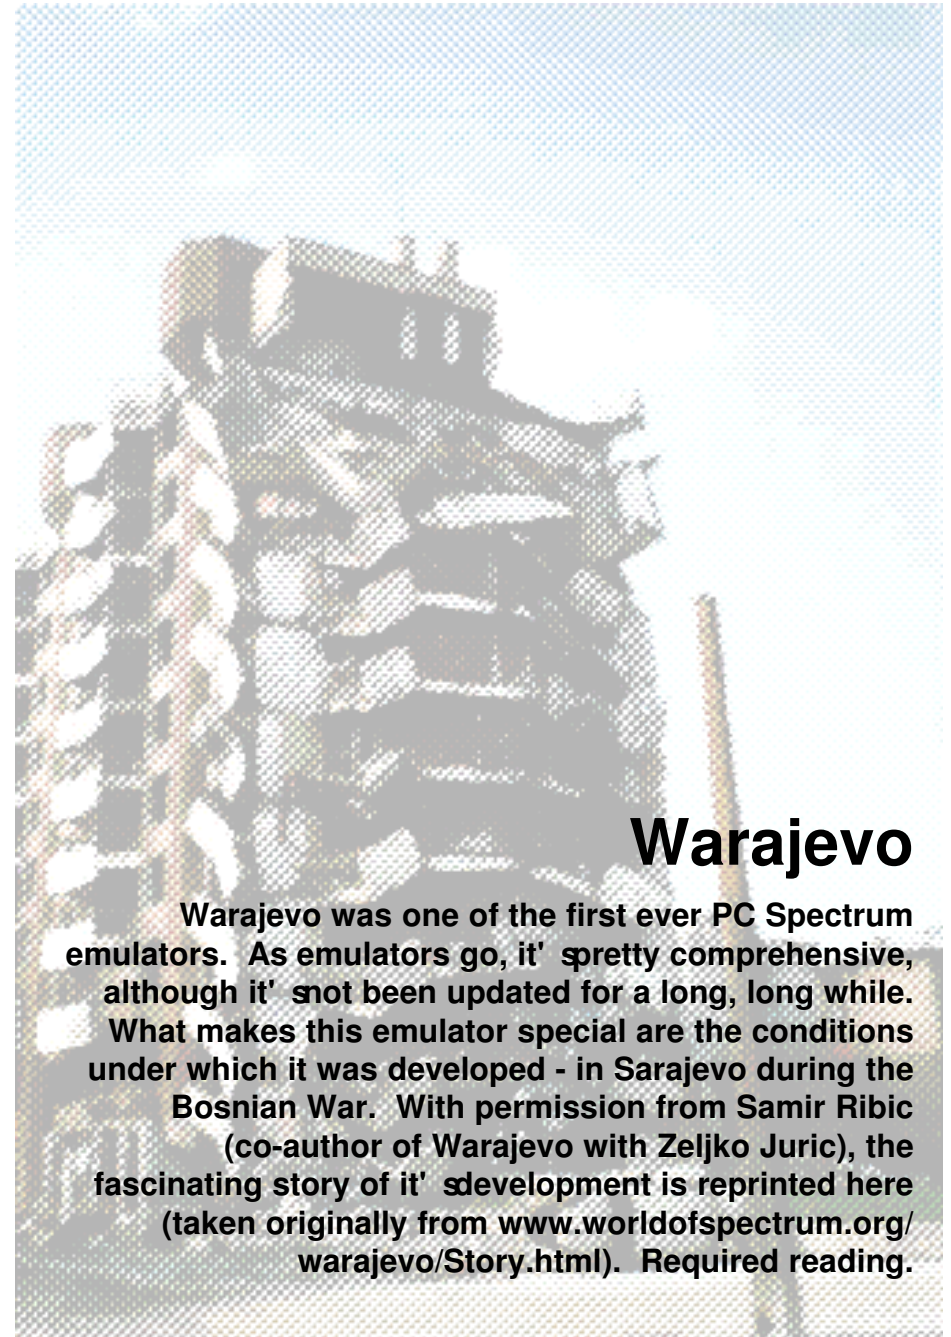 Warajevo
Warajevo was one of the first ever PC Spectrum
emulators.  As emulators go, it' spretty comprehensive,
although it' snot been updated for a long, long while.
What makes this emulator special are the conditions
under which it was developed - in Sarajevo during the
Bosnian War.  With permission from Samir Ribic
(co-author of Warajevo with Zeljko Juric), the
fascinating story of it' sdevelopment is reprinted here
(taken originally from www.worldofspectrum.org/
warajevo/Story.html).  Required reading.